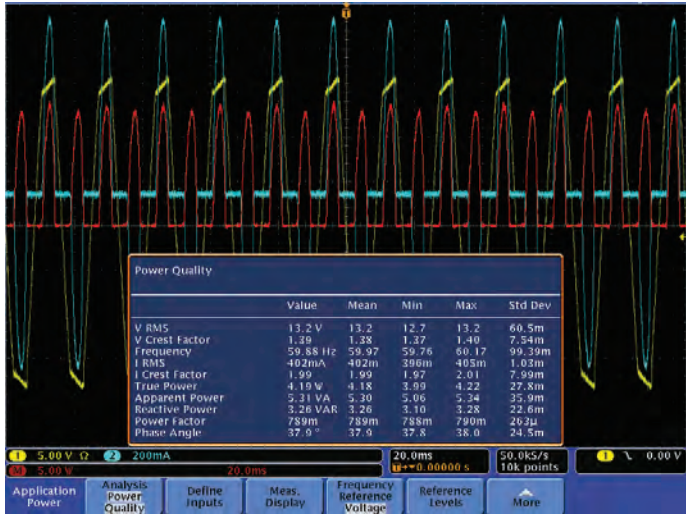 T
Power Quality
Value Mean Min Max Std Dev
V RMS 13.2 V 13.2 12.7 13.2 60.5m
V Crest Factor 1.39 1.38 1.37 1.40 7.54m
Frequency 59.88 Hz 59.97 59.76 60.17 99.39m
I RMS 402mA 402m 396m 405m 1.03m
I Crest Factor 1.99 1.99 1.97 2.01 7.99m
True Power 4.19 W 4.18 3.99 4.22 27.8m
Apparent Power 5.31 VA 5.30 5.06 5.34 35.9m
Reactive Power 3.26 VAR 3.26 3.10 3.28 22.6m
Power Factor 789m 789m 788m 790m 263µ
Phase Angle 37.9 ° 37.9 37.8 38.0 24.5m
1 5.00 V Ω 2 200mA 20.0ms 50.0kS/s 1 0.00 V
M 5.00 W 20.0ms T→▼0.00000 s 10k points
Application Power
Analysis Power Quality
Define Inputs
Meas. Display
Frequency Reference Voltage
Reference Levels
More